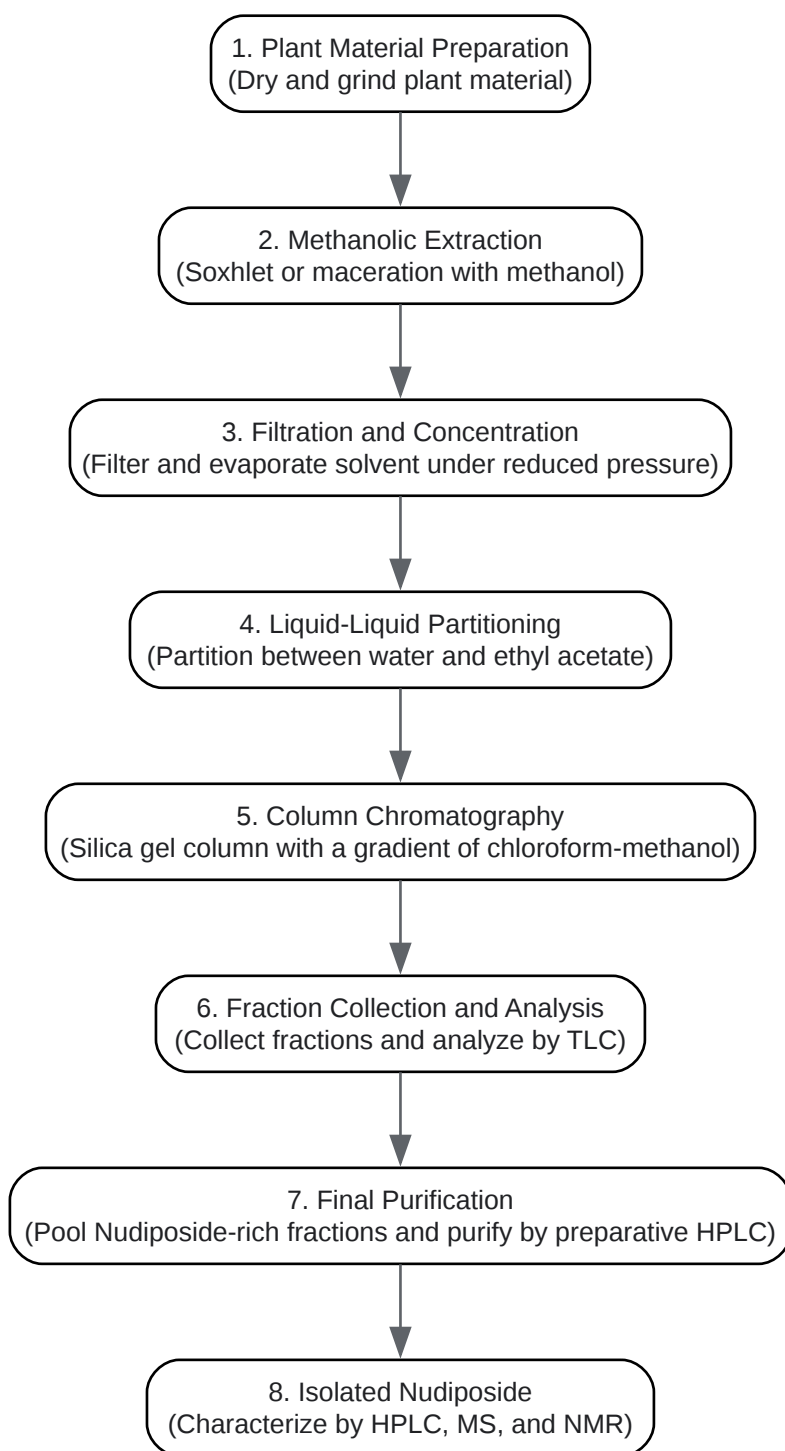 1. Plant Material Preparation
(Dry and grind plant material)
2. Methanolic Extraction
(Soxhlet or maceration with methanol)
3. Filtration and Concentration
(Filter and evaporate solvent under reduced pressure)
4. Liquid-Liquid Partitioning
(Partition between water and ethyl acetate)
5. Column Chromatography
(Silica gel column with a gradient of chloroform-methanol)
6. Fraction Collection and Analysis
(Collect fractions and analyze by TLC)
7. Final Purification
(Pool Nudiposide-rich fractions and purify by preparative HPLC)
8. Isolated Nudiposide
(Characterize by HPLC, MS, and NMR)